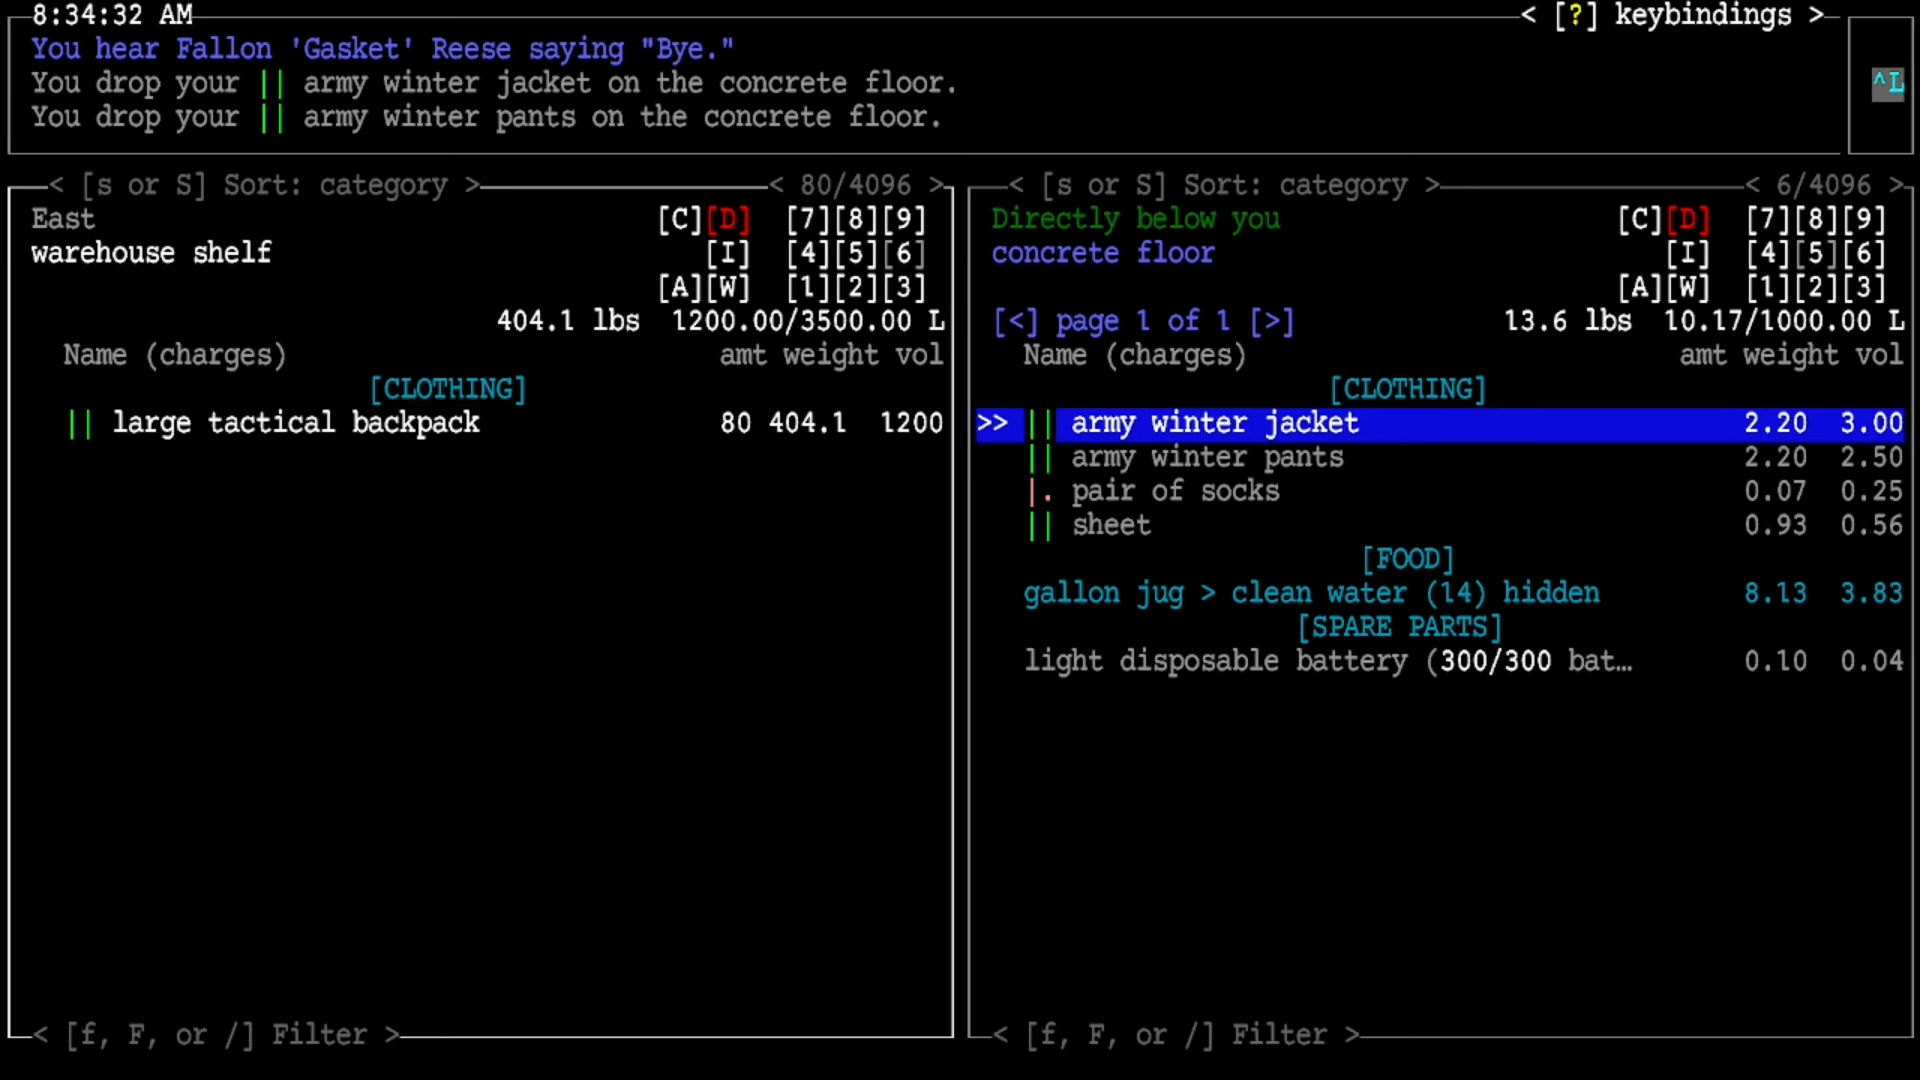 8:34:32 AM
< [?] keybindings >
You hear Fallon 'Gasket' Reese saying "Bye."
You drop your || army winter jacket on the concrete floor.
You drop your || army winter pants on the concrete floor.
^L
< [s or S] Sort: category >
< 80/4096 >
East
[C][D] [7][8][9]
warehouse shelf
[I] [4][5][6]
[A][W] [1][2][3]
404.1 lbs 1200.00/3500.00 L
Name (charges) amt weight vol
[CLOTHING]
|| large tactical backpack 80 404.1 1200
< [f, F, or /] Filter >
< [s or S] Sort: category >
< 6/4096 >
Directly below you
[C][D] [7][8][9]
concrete floor
[I] [4][5][6]
[A][W] [1][2][3]
[<] page 1 of 1 [>] 13.6 lbs 10.17/1000.00 L
Name (charges) amt weight vol
[CLOTHING]
>> || army winter jacket 2.20 3.00
|| army winter pants 2.20 2.50
|. pair of socks 0.07 0.25
|| sheet 0.93 0.56
[FOOD]
gallon jug > clean water (14) hidden 8.13 3.83
[SPARE PARTS]
light disposable battery (300/300 bat… 0.10 0.04
< [f, F, or /] Filter >